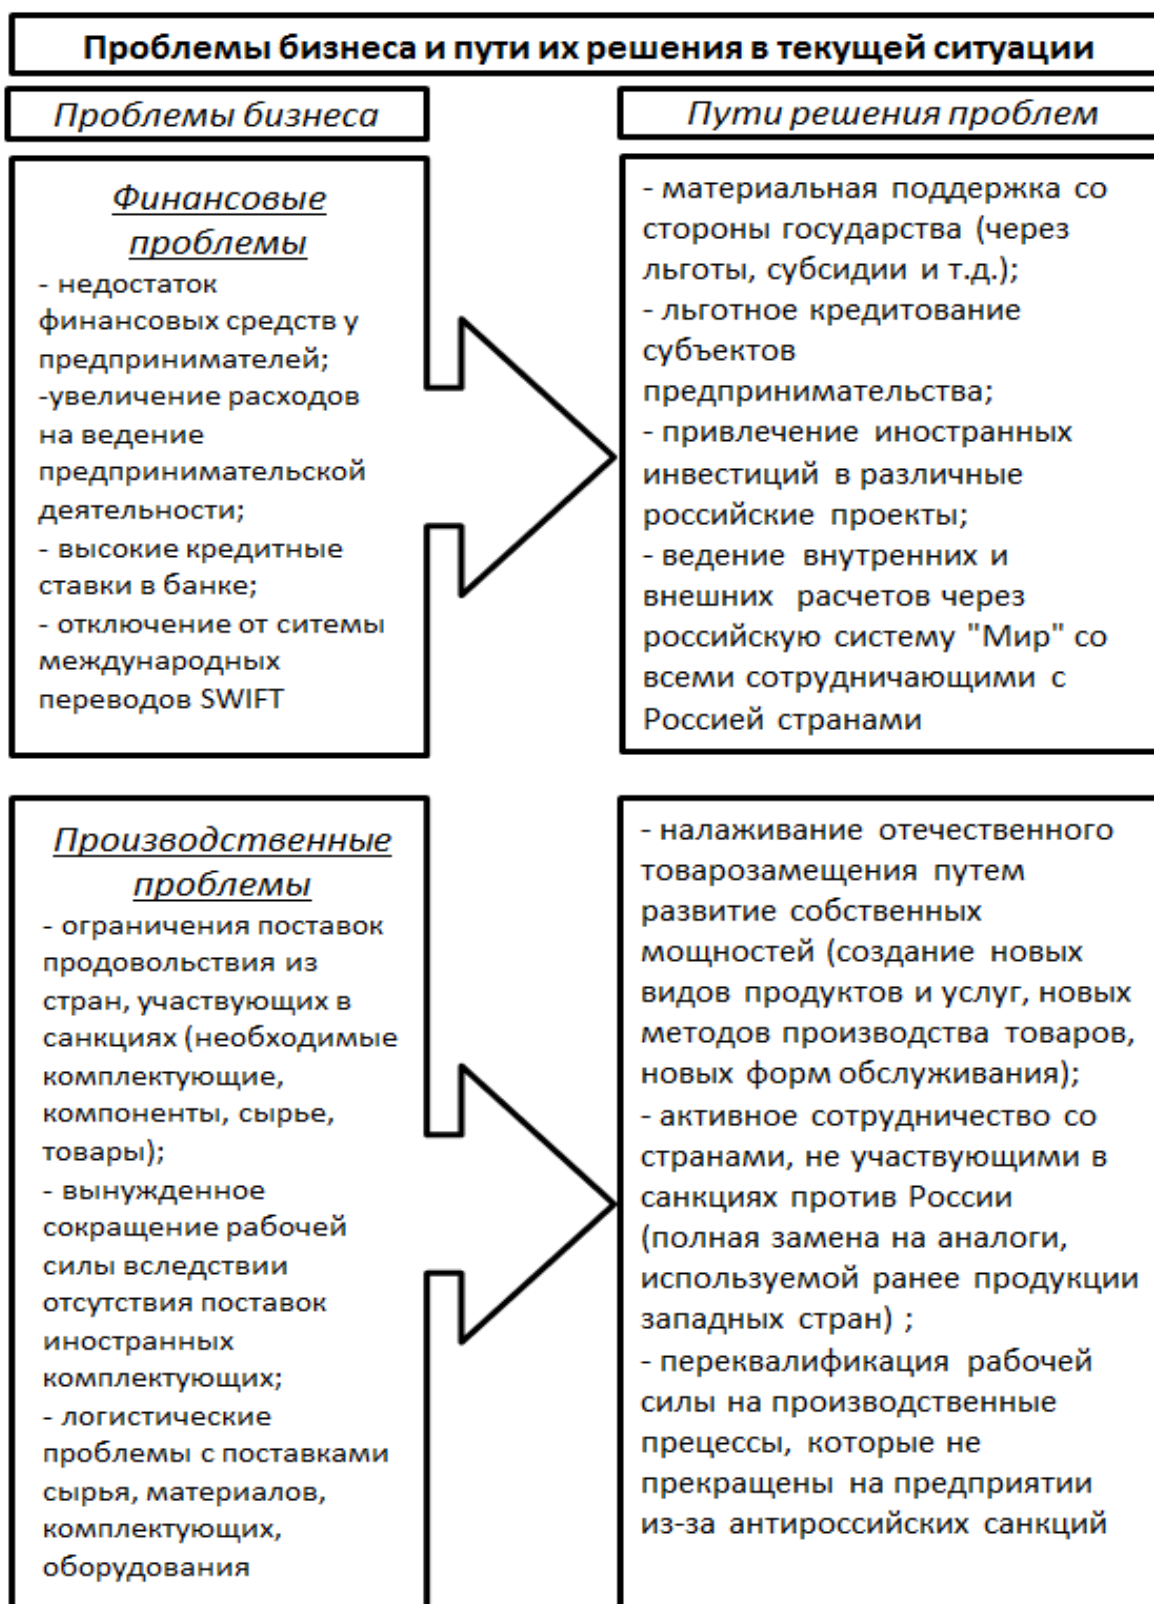 Проблемы бизнеса и пути их решения в текущей ситуации
Проблемы бизнеса
Пути решения проблем
Финансовые
проблемы
- недостаток
финансовых средств у
предпринимателей;
-увеличение расходов
на ведение
предпринимательской
деятельности;
- высокие кредитные
ставки в банке;
- отключение от ситемы
международных
переводов SWIFT
- материальная поддержка со
стороны государства (через
льготы, субсидии и т.д.);
- льготное кредитование
субъектов
предпринимательства;
- привлечение иностранных
инвестиций в различные
российские проекты;
- ведение внутренних и
внешних расчетов через
российскую систему "Мир" со
всеми сотрудничающими с
Россией странами
Производственные
проблемы
- ограничения поставок
продовольствия из
стран, участвующих в
санкциях (необходимые
комплектующие,
компоненты, сырье,
товары);
- вынужденное
сокращение рабочей
силы вследствии
отсутствия поставок
иностранных
комплектующих;
- логистические
проблемы с поставками
сырья, материалов,
комплектующих,
оборудования
- налаживание отечественного
товарозамещения путем
развитие собственных
мощностей (создание новых
видов продуктов и услуг, новых
методов производства товаров,
новых форм обслуживания);
- активное сотрудничество со
странами, не участвующими в
санкциях против России
(полная замена на аналоги,
используемой ранее продукции
западных стран) ;
- переквалификация рабочей
силы на производственные
прецессы, которые не
прекращены на предприятии
из-за антироссийских санкций